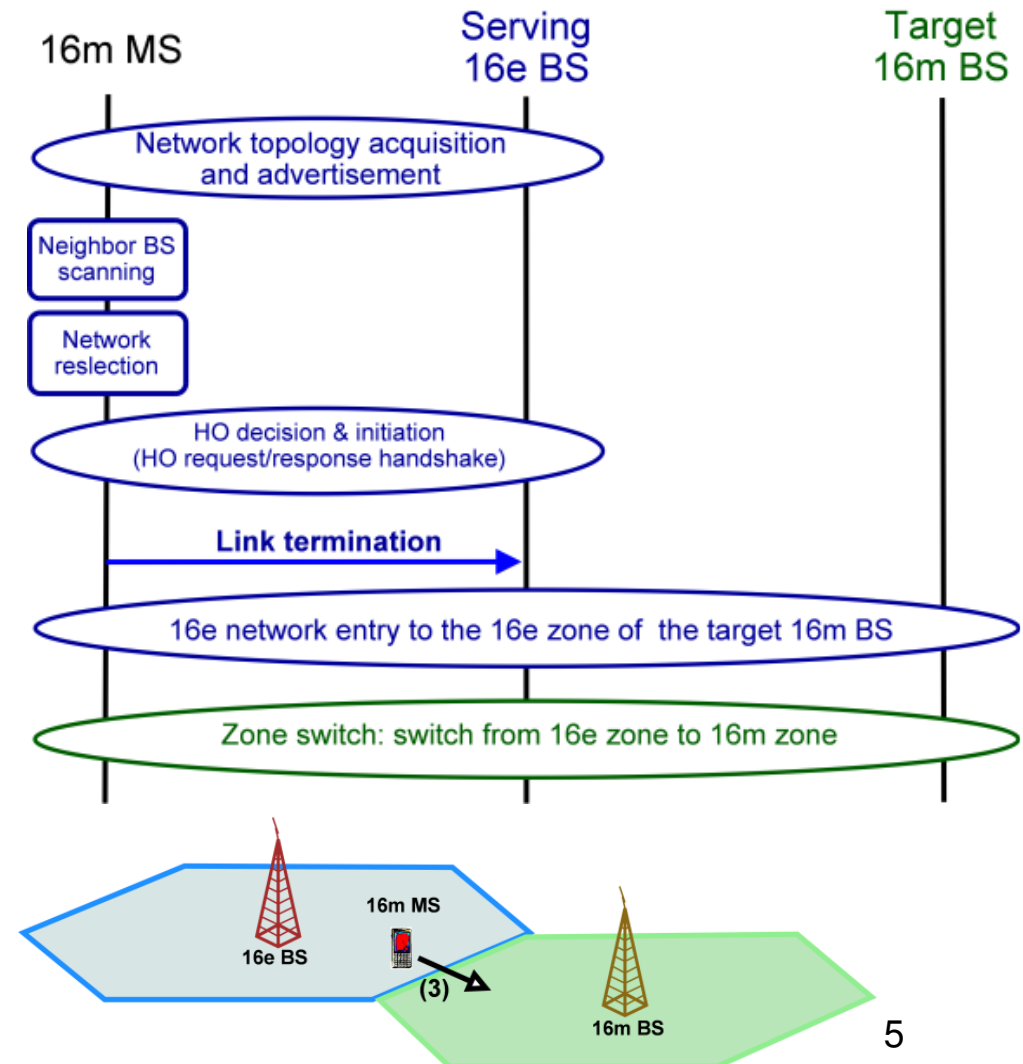 16m MS
Serving
16e BS
Target
16m BS
Network topology acquisition
and advertisement
Neighbor BS
scanning
Network
reslection
HO decision & initiation
(HO request/response handshake)
Link termination
16e network entry to the 16e zone of the target 16m BS
Zone switch: switch from 16e zone to 16m zone
16m MS
16e BS
(3)
16m BS
5